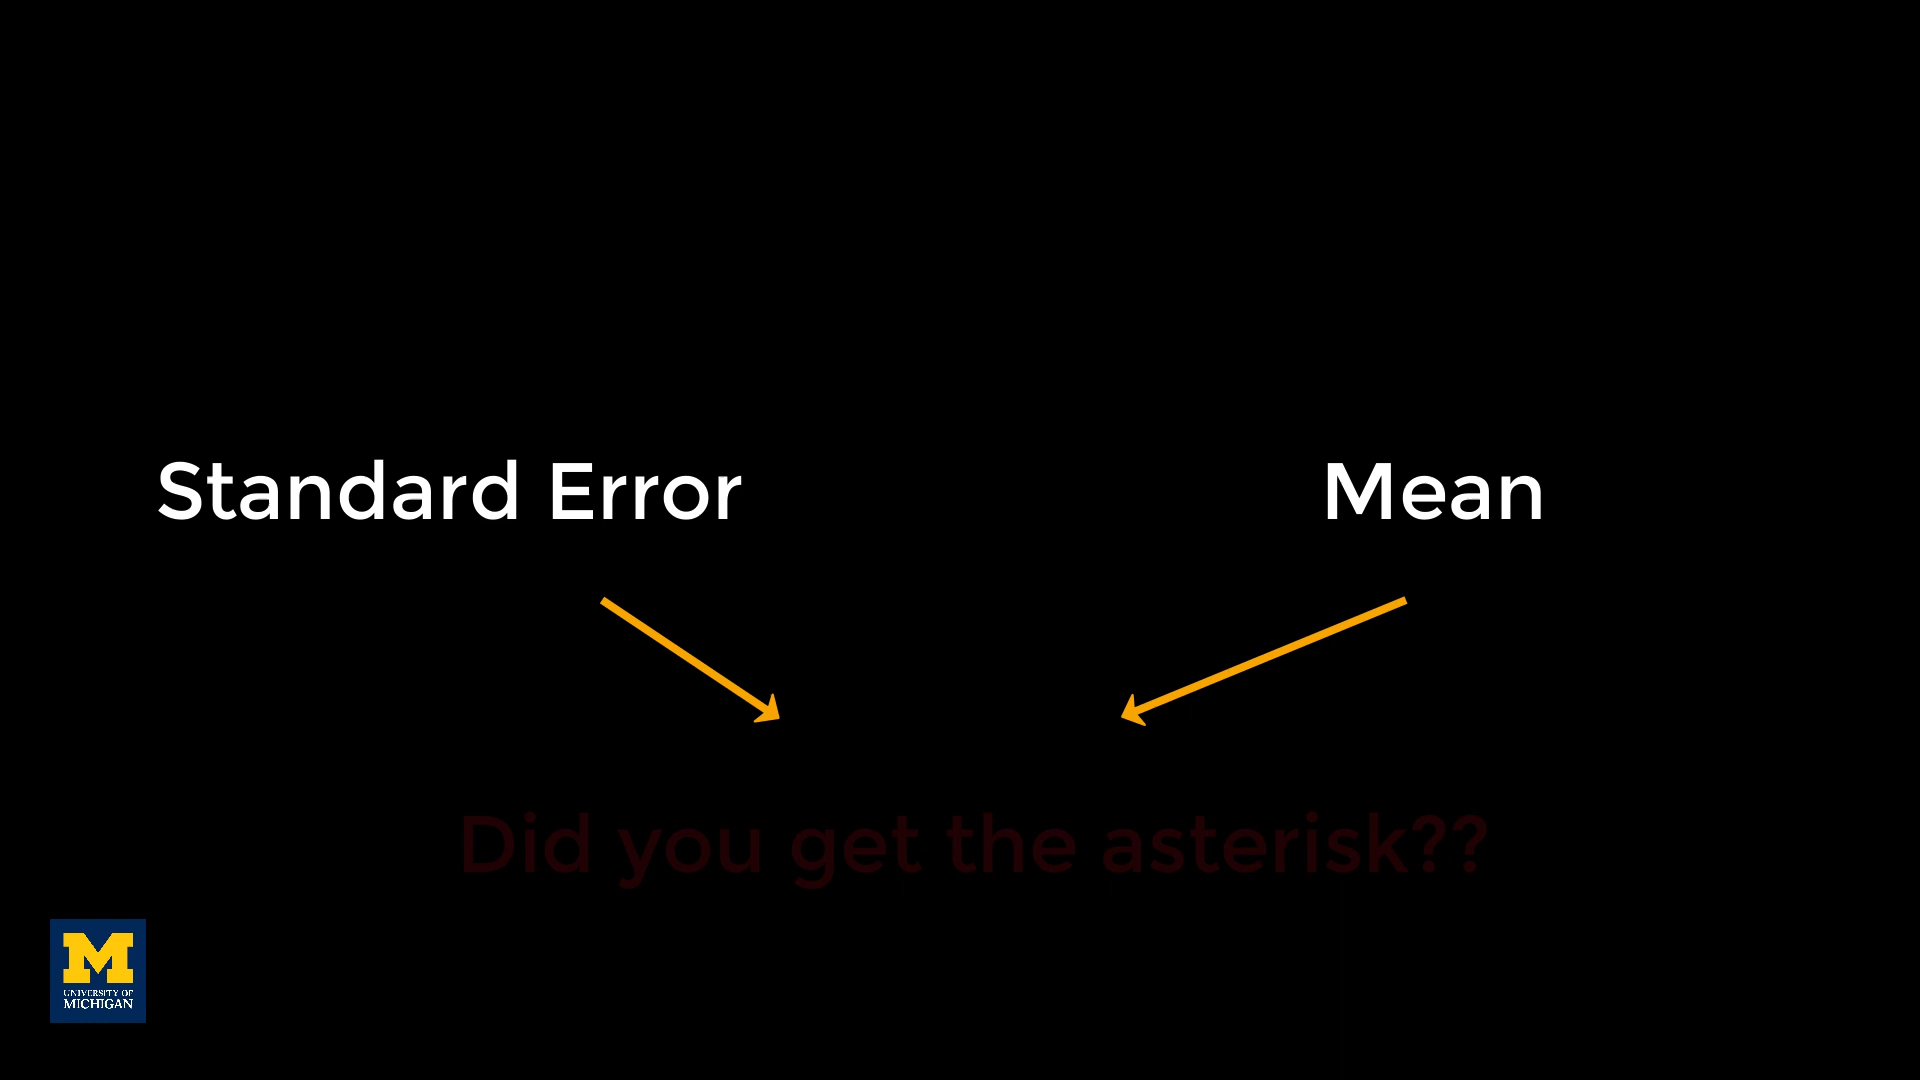 Standard Error
Mean
Did you get the asterisk??
M
UNIVERSITY OF
MICHIGAN